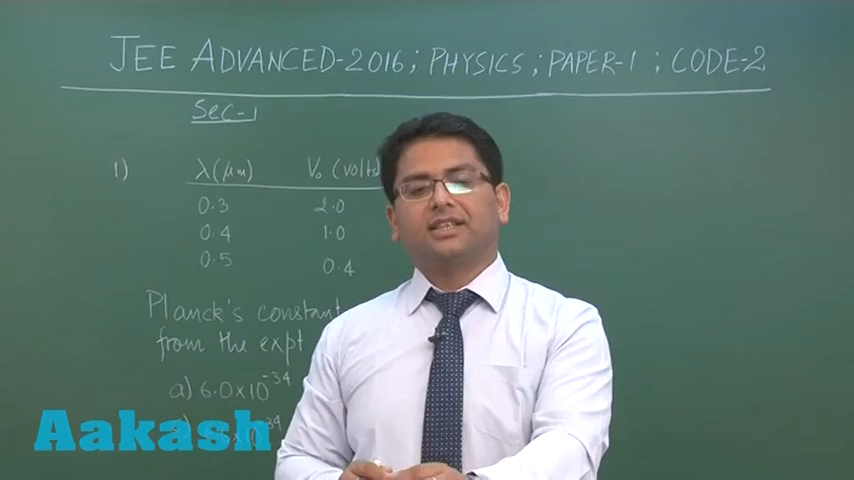 JEE ADVANCED-2016; PHYSICS; PAPER-1; CODE-2
Sec-1
1) λ(μm) V₀ (volts)
0.3 2.0
0.4 1.0
0.5 0.4
Planck's constant
from the expt
a) 6.0×10⁻³⁴
Aakash